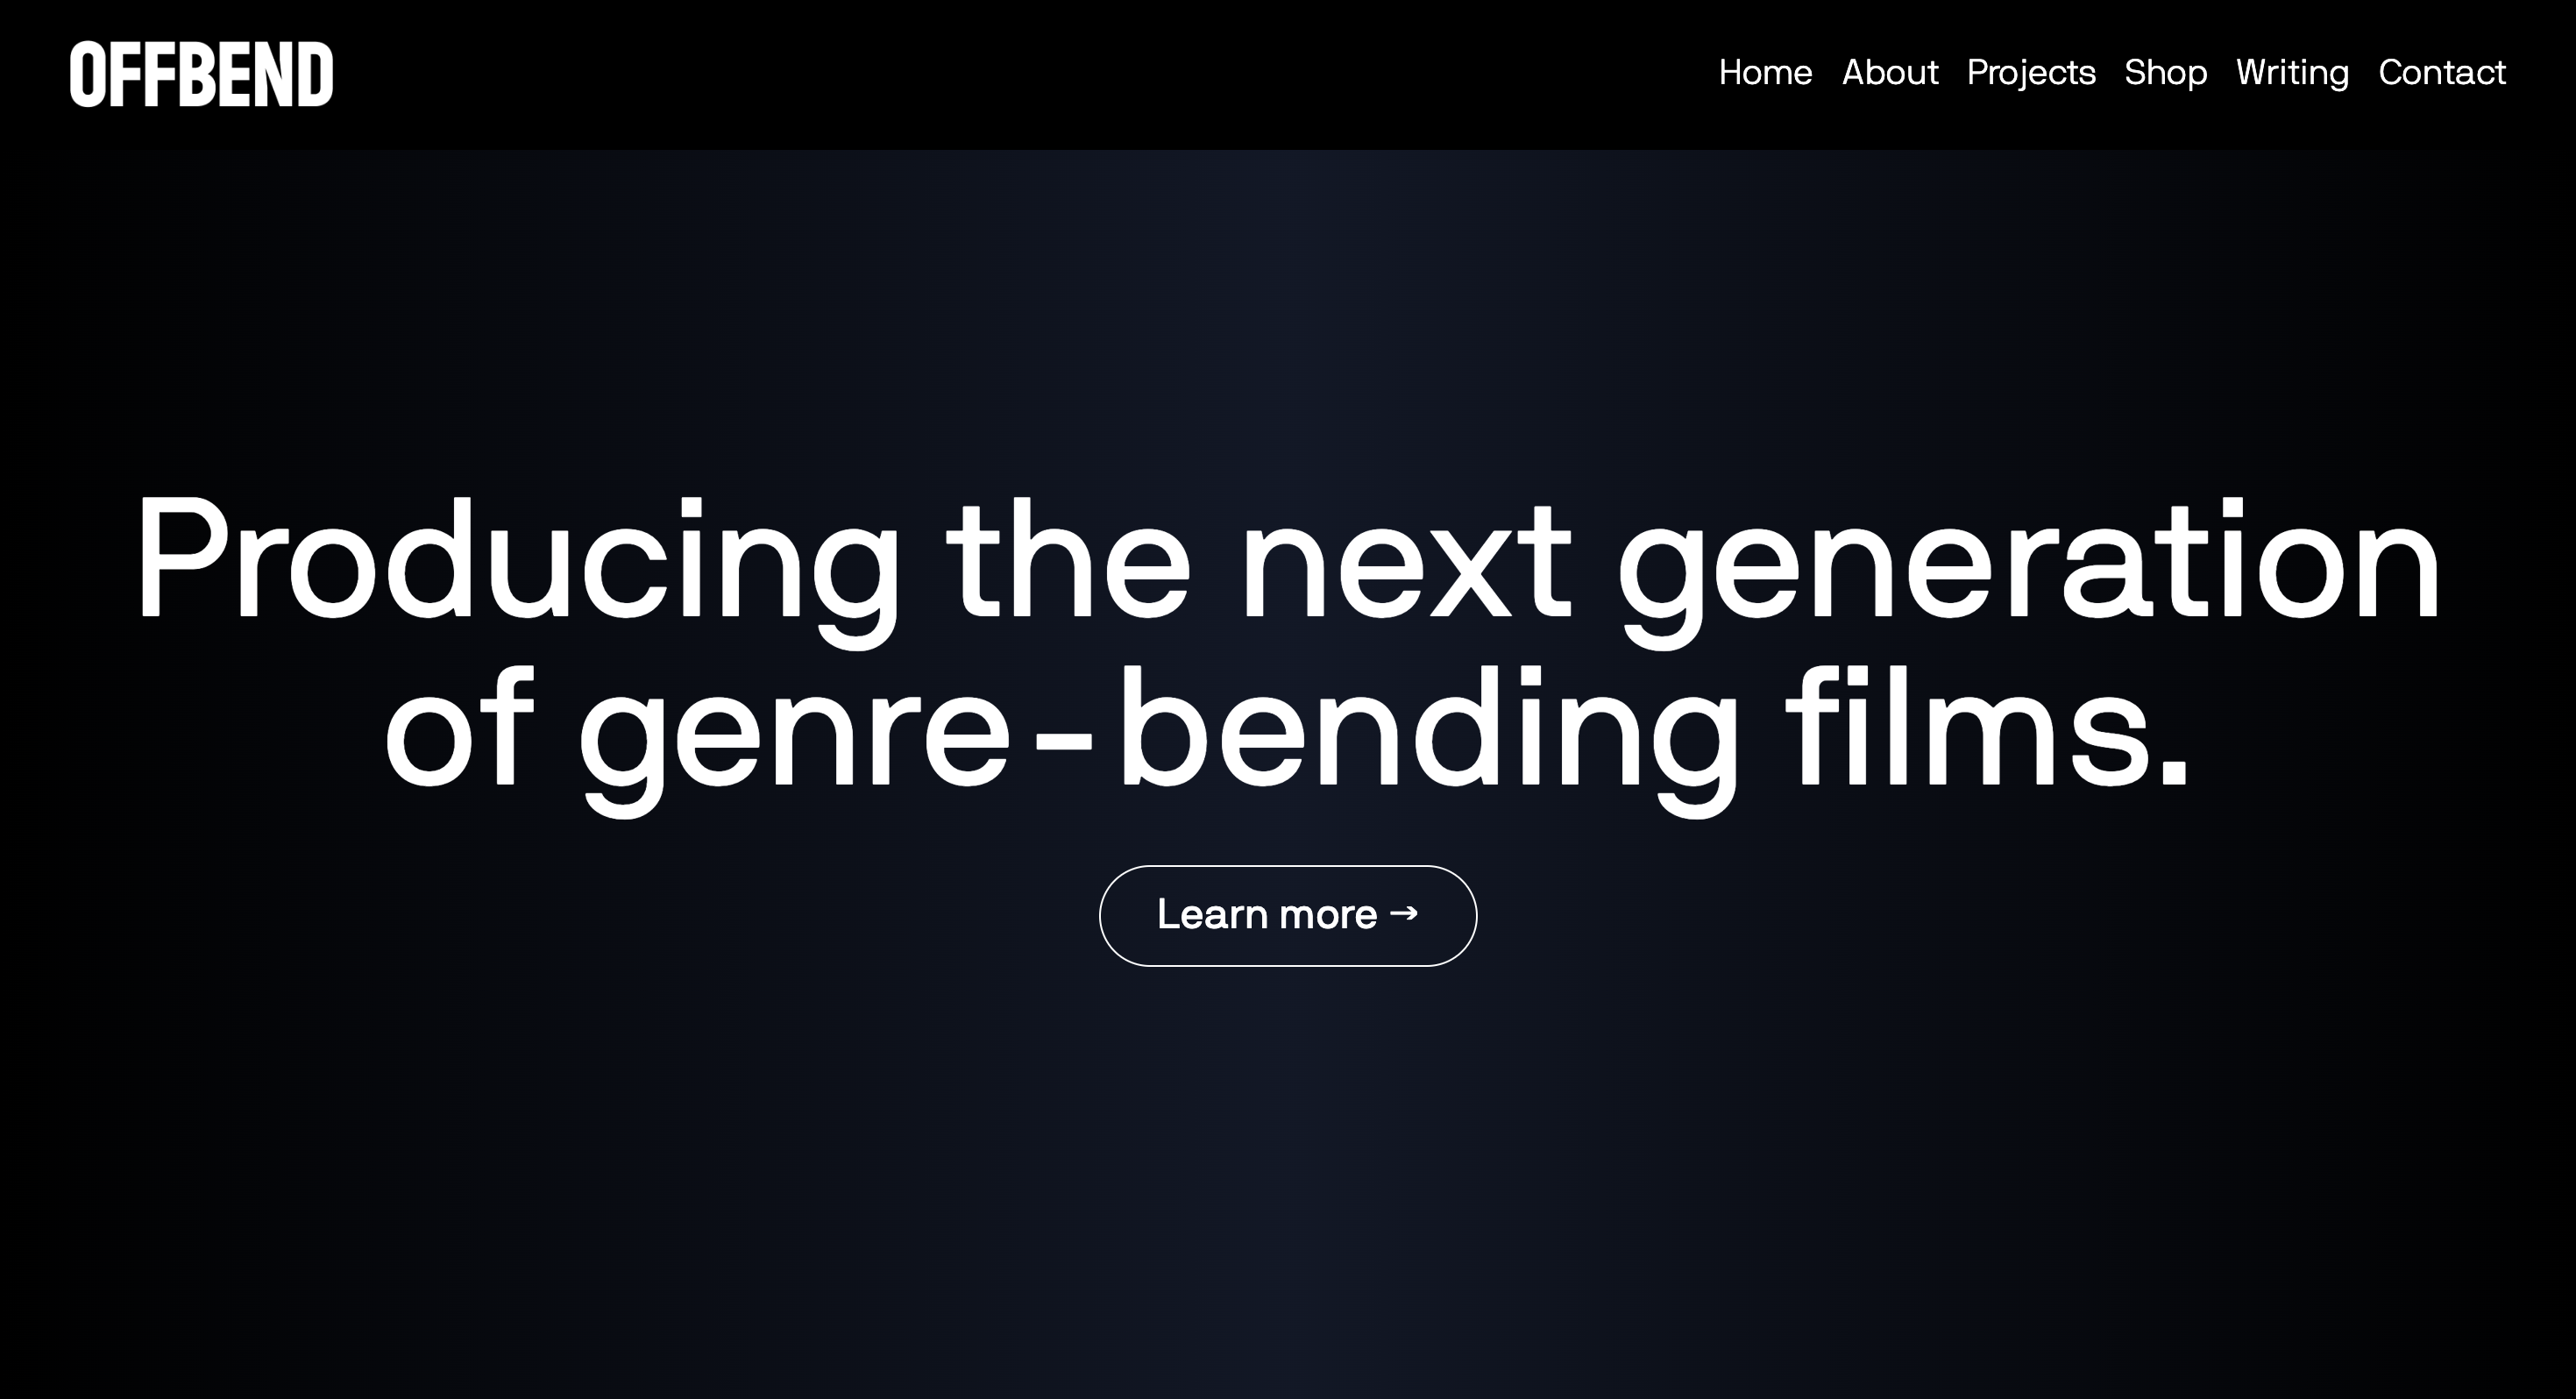 OFFBEND
Home About Projects Shop Writing Contact
Producing the next generation
of genre-bending films.
Learn more →